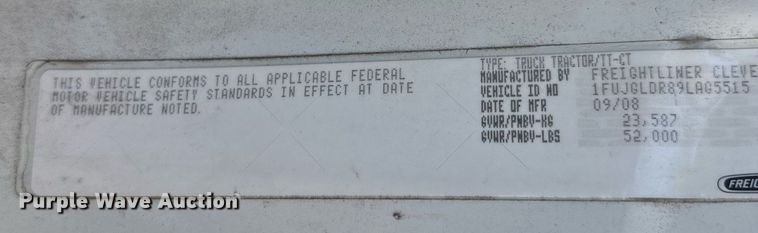 TYPE: TRUCK TRACTOR/TT-CT
MANUFACTURED BY FREIGHTLINER CLEVE
VEHICLE ID NO 1FUJGLDR89LAG5515
DATE OF MFR 09/08
GVWR/PNBV-KG 23,587
GVWR/PNBV-LBS 52,000
THIS VEHICLE CONFORMS TO ALL APPLICABLE FEDERAL
MOTOR VEHICLE SAFETY STANDARDS IN EFFECT AT DATE
OF MANUFACTURE NOTED.
FREIG
Purple Wave Auction